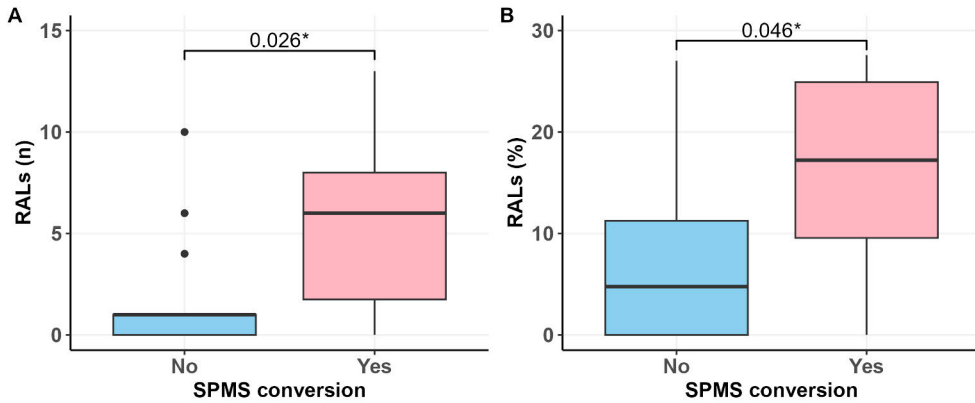 A
RALs (n)
15
10
5
0
0.026*
No
Yes
SPMS conversion
B
RALs (%)
30
20
10
0
0.046*
No
Yes
SPMS conversion